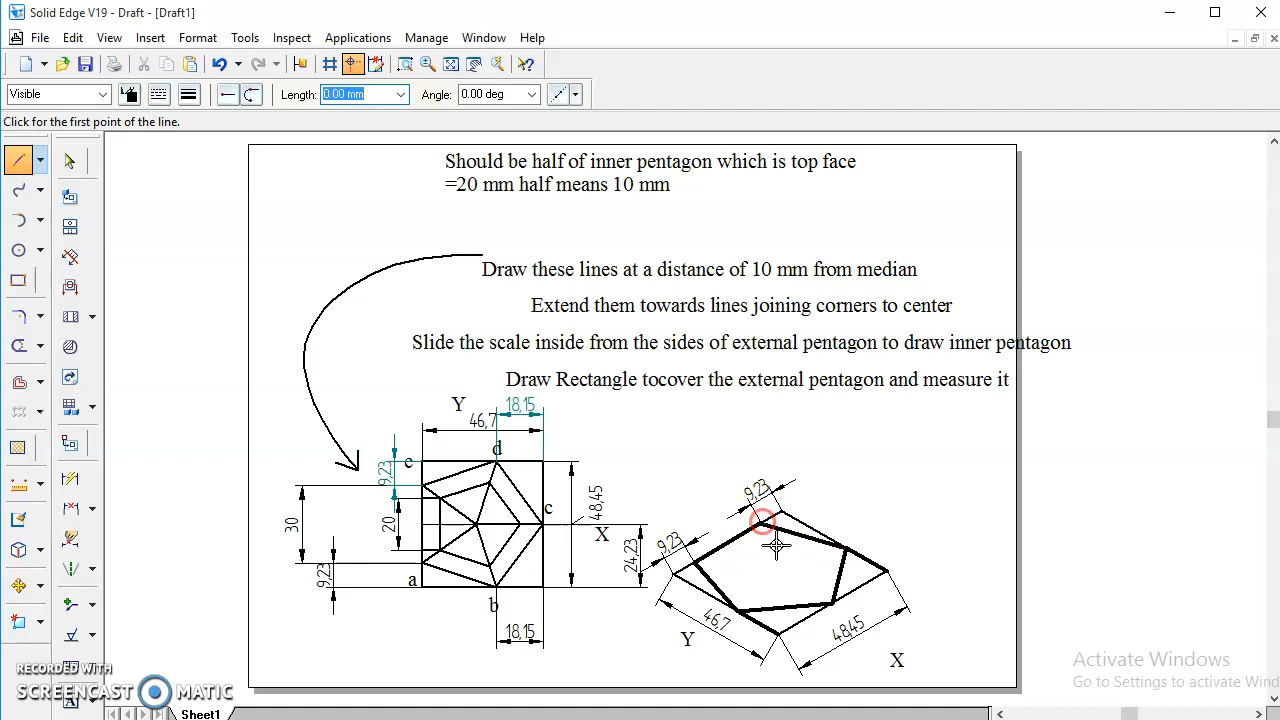 Solid Edge V19 - Draft - [Draft1]
File Edit View Insert Format Tools Inspect Applications Manage Window Help
Visible Length: 0.00 mm Angle: 0.00 deg
Click for the first point of the line.
Should be half of inner pentagon which is top face
=20 mm half means 10 mm
Draw these lines at a distance of 10 mm from median
Extend them towards lines joining corners to center
Slide the scale inside from the sides of external pentagon to draw inner pentagon
Draw Rectangle tocover the external pentagon and measure it
Y 18,15
46,7
e d
9,23
30
20
c
48,45
X
24,23
9,23
a
b
18,15
9,23
9,23
46,7
Y
48,45
X
Activate Windows
Go to Settings to activate Wind
RECORDED WITH
SCREENCAST MATIC
Sheet1